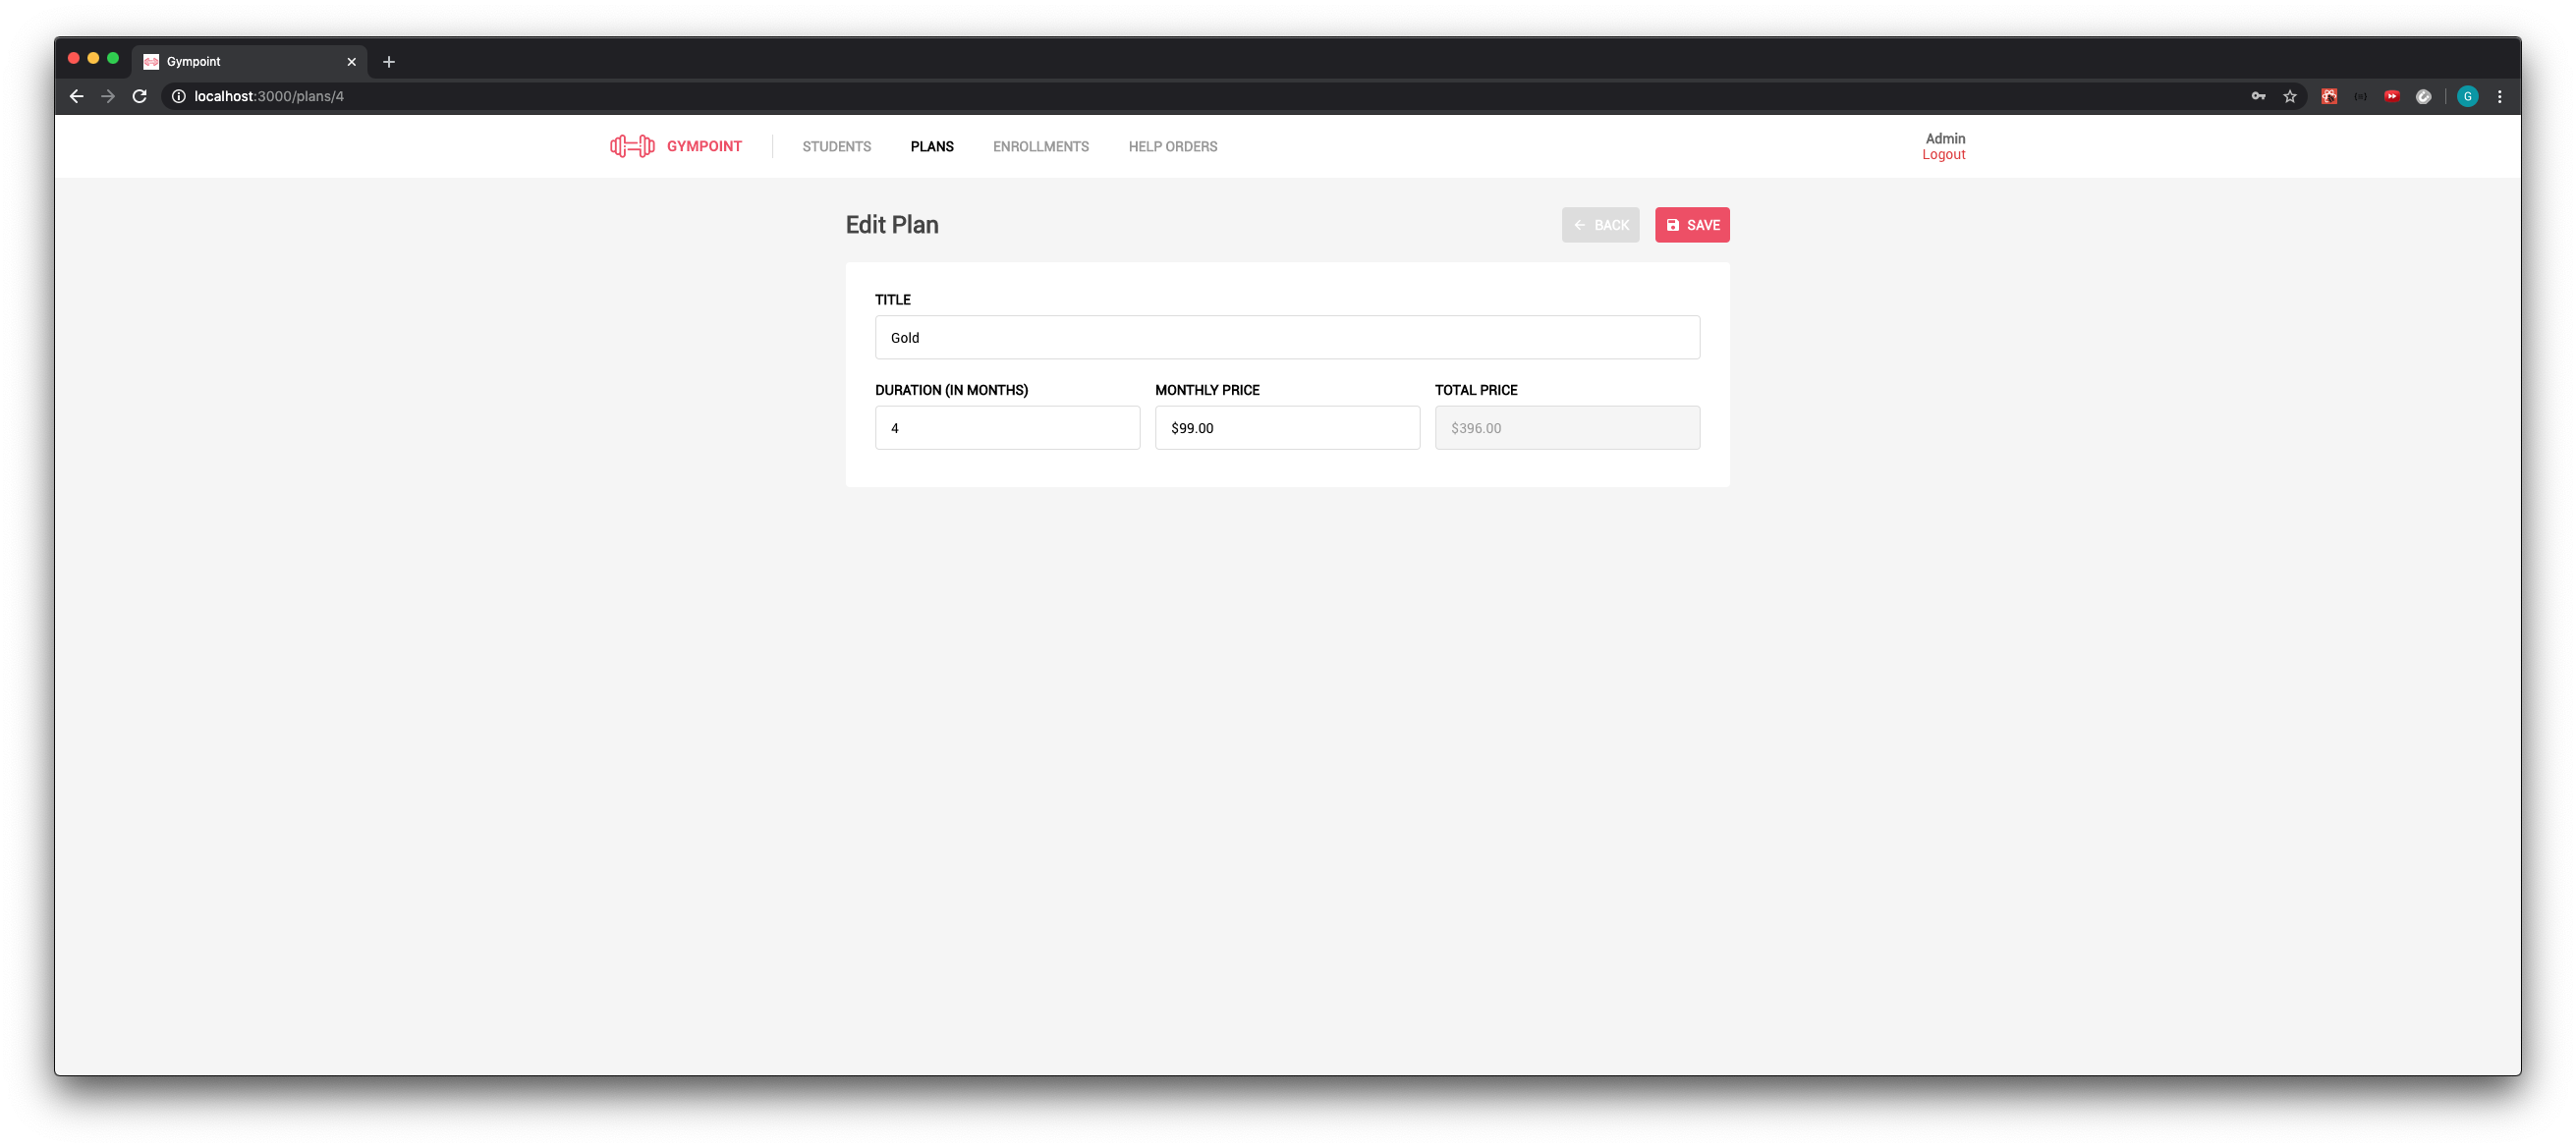 Gympoint
localhost:3000/plans/4
G
GYMPOINT STUDENTS PLANS ENROLLMENTS HELP ORDERS
Admin
Logout
Edit Plan
BACK SAVE
TITLE
Gold
DURATION (IN MONTHS) MONTHLY PRICE TOTAL PRICE
4 $99.00 $396.00